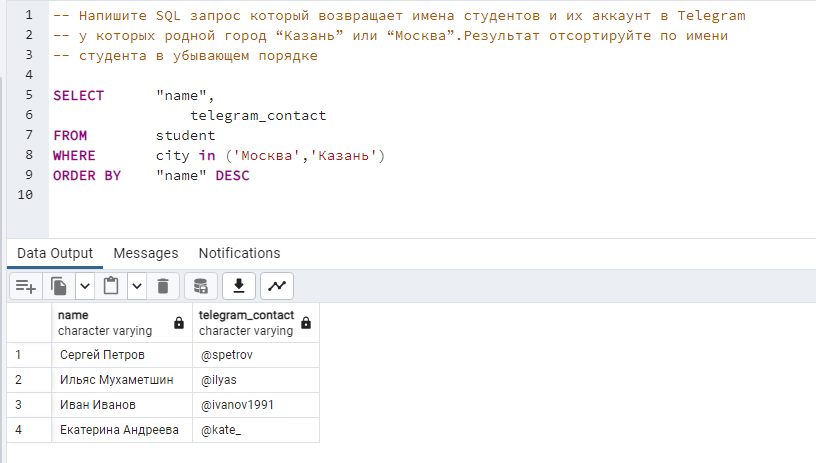 1 -- Напишите SQL запрос который возвращает имена студентов и их аккаунт в Telegram
2 -- у которых родной город “Казань” или “Москва”.Результат отсортируйте по имени
3 -- студента в убывающем порядке
4
5 SELECT "name",
6 telegram_contact
7 FROM student
8 WHERE city in ('Москва','Казань')
9 ORDER BY "name" DESC
10
Data Output Messages Notifications
name telegram_contact
character varying character varying
1 Сергей Петров @spetrov
2 Ильяс Мухаметшин @ilyas
3 Иван Иванов @ivanov1991
4 Екатерина Андреева @kate_